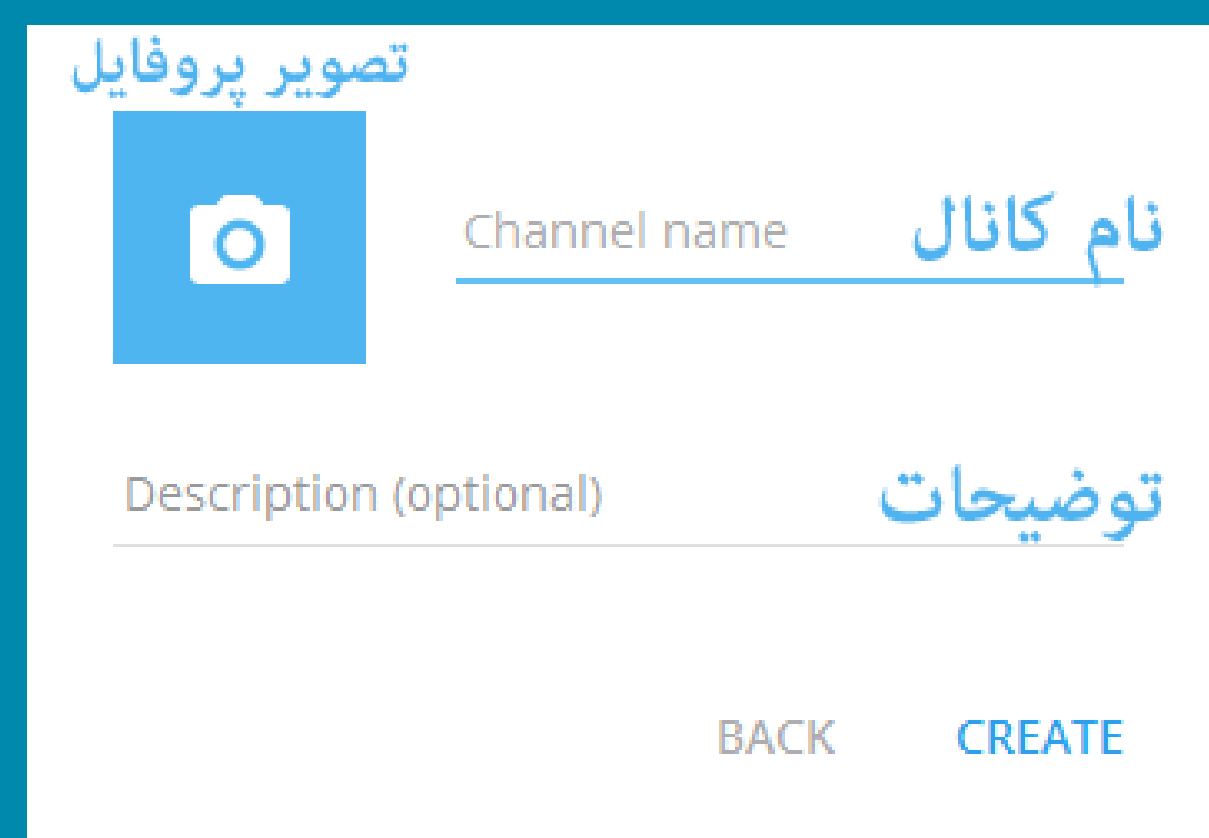 تصویر پروفایل
Channel name نام کانال
Description (optional) توضیحات
BACK CREATE